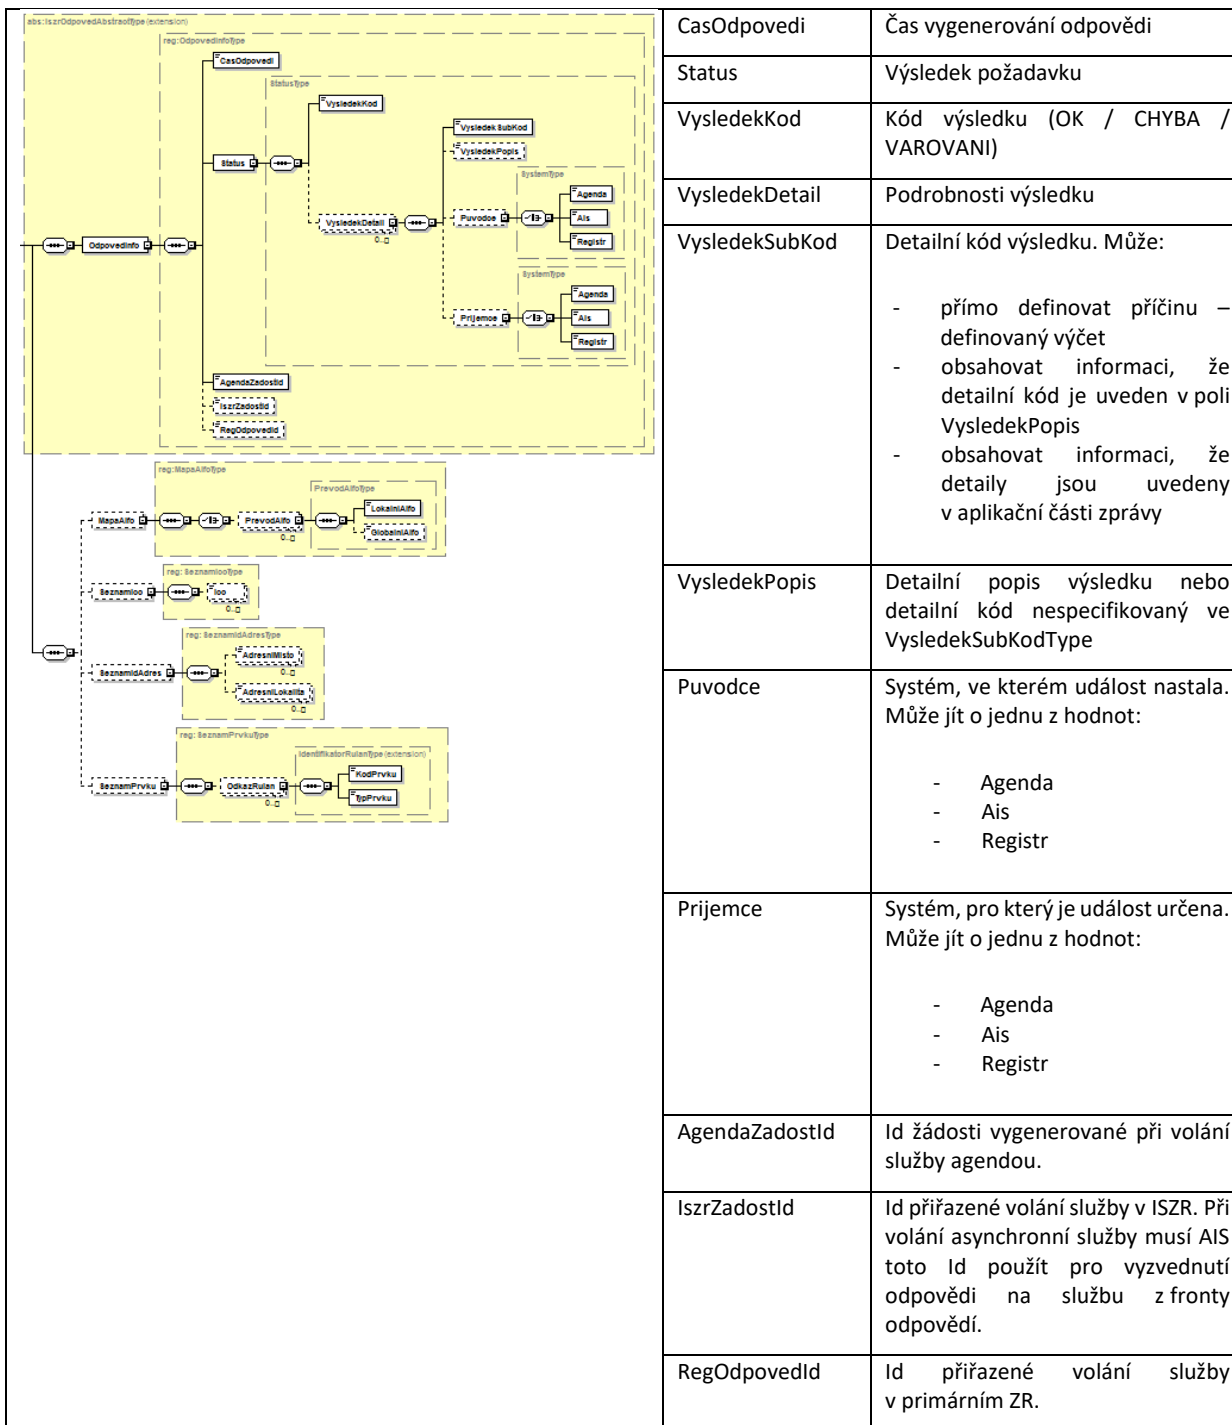 abs:IszrOdpovedAbstractType (extension)
reg:OdpovedInfoType
CasOdpovedi
StatusType
VysledekKod
Status
VysledekSubKod
VysledekPopis
SystemType
Agenda
VysledekDetail
0..
Puvodce
Ais
Registr
OdpovedInfo
SystemType
Agenda
Prijemce
Ais
Registr
AgendaZadostId
IszrZadostId
RegOdpovedId
reg:MapaAifoType
PrevodAifoType
LokalniAifo
MapaAifo
PrevodAifo
0..
GlobalniAifo
reg: SeznamIcoType
SeznamIco
Ico
0..
reg: SeznamIdAdresType
AdresniMisto
0..
SeznamIdAdres
AdresniLokalita
0..
reg: SeznamPrvkuType
IdentifikatorRuianType (extension)
KodPrvku
SeznamPrvku
OdkazRuian
0..
TypPrvku
CasOdpovedi
Čas vygenerování odpovědi
Status
Výsledek požadavku
VysledekKod
Kód výsledku (OK / CHYBA /
VAROVANI)
VysledekDetail
Podrobnosti výsledku
VysledekSubKod
Detailní kód výsledku. Může:
- přímo definovat příčinu –
definovaný výčet
- obsahovat informaci, že
detailní kód je uveden v poli
VysledekPopis
- obsahovat informaci, že
detaily jsou uvedeny
v aplikační části zprávy
VysledekPopis
Detailní popis výsledku nebo
detailní kód nespecifikovaný ve
VysledekSubKodType
Puvodce
Systém, ve kterém událost nastala.
Může jít o jednu z hodnot:
- Agenda
- Ais
- Registr
Prijemce
Systém, pro který je událost určena.
Může jít o jednu z hodnot:
- Agenda
- Ais
- Registr
AgendaZadostId
Id žádosti vygenerované při volání
služby agendou.
IszrZadostId
Id přiřazené volání služby v ISZR. Při
volání asynchronní služby musí AIS
toto Id použít pro vyzvednutí
odpovědi na službu z fronty
odpovědí.
RegOdpovedId
Id přiřazené volání služby
v primárním ZR.